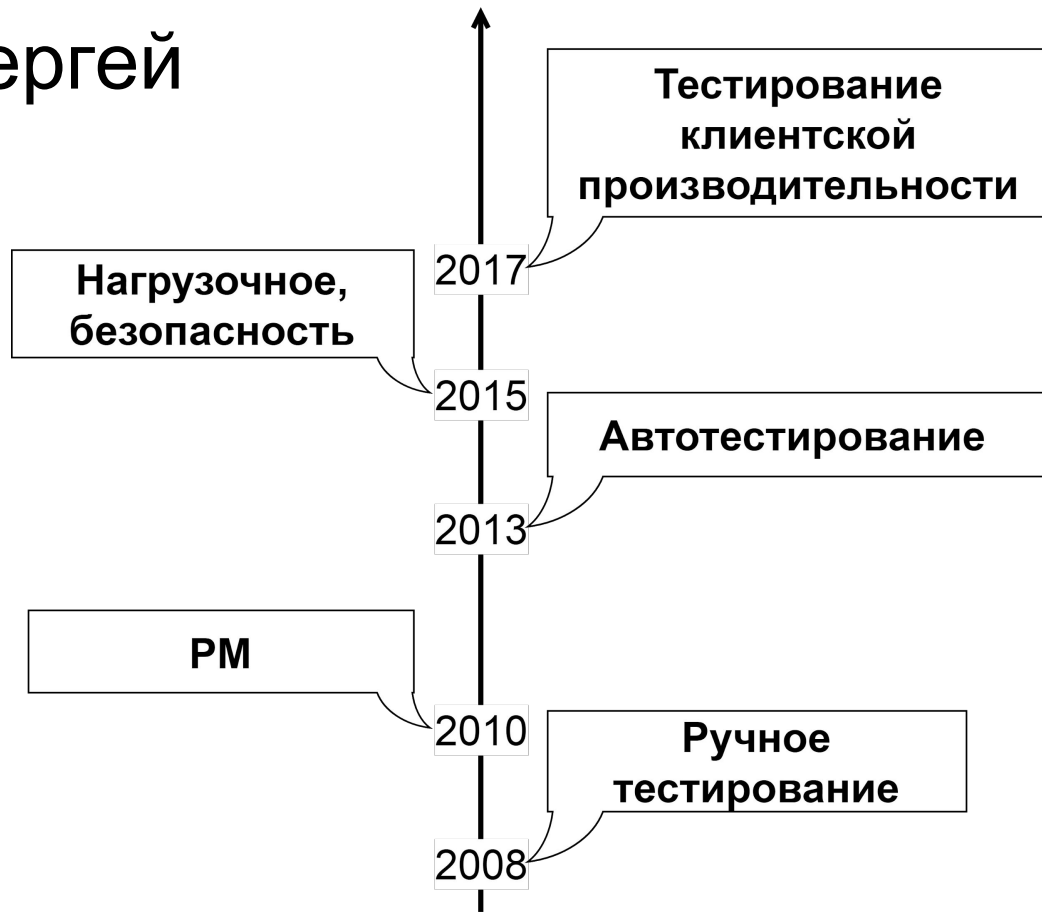 ергей
Тестирование
клиентской
производительности
2017
Нагрузочное,
безопасность
2015
Автотестирование
2013
PM
2010
Ручное
тестирование
2008